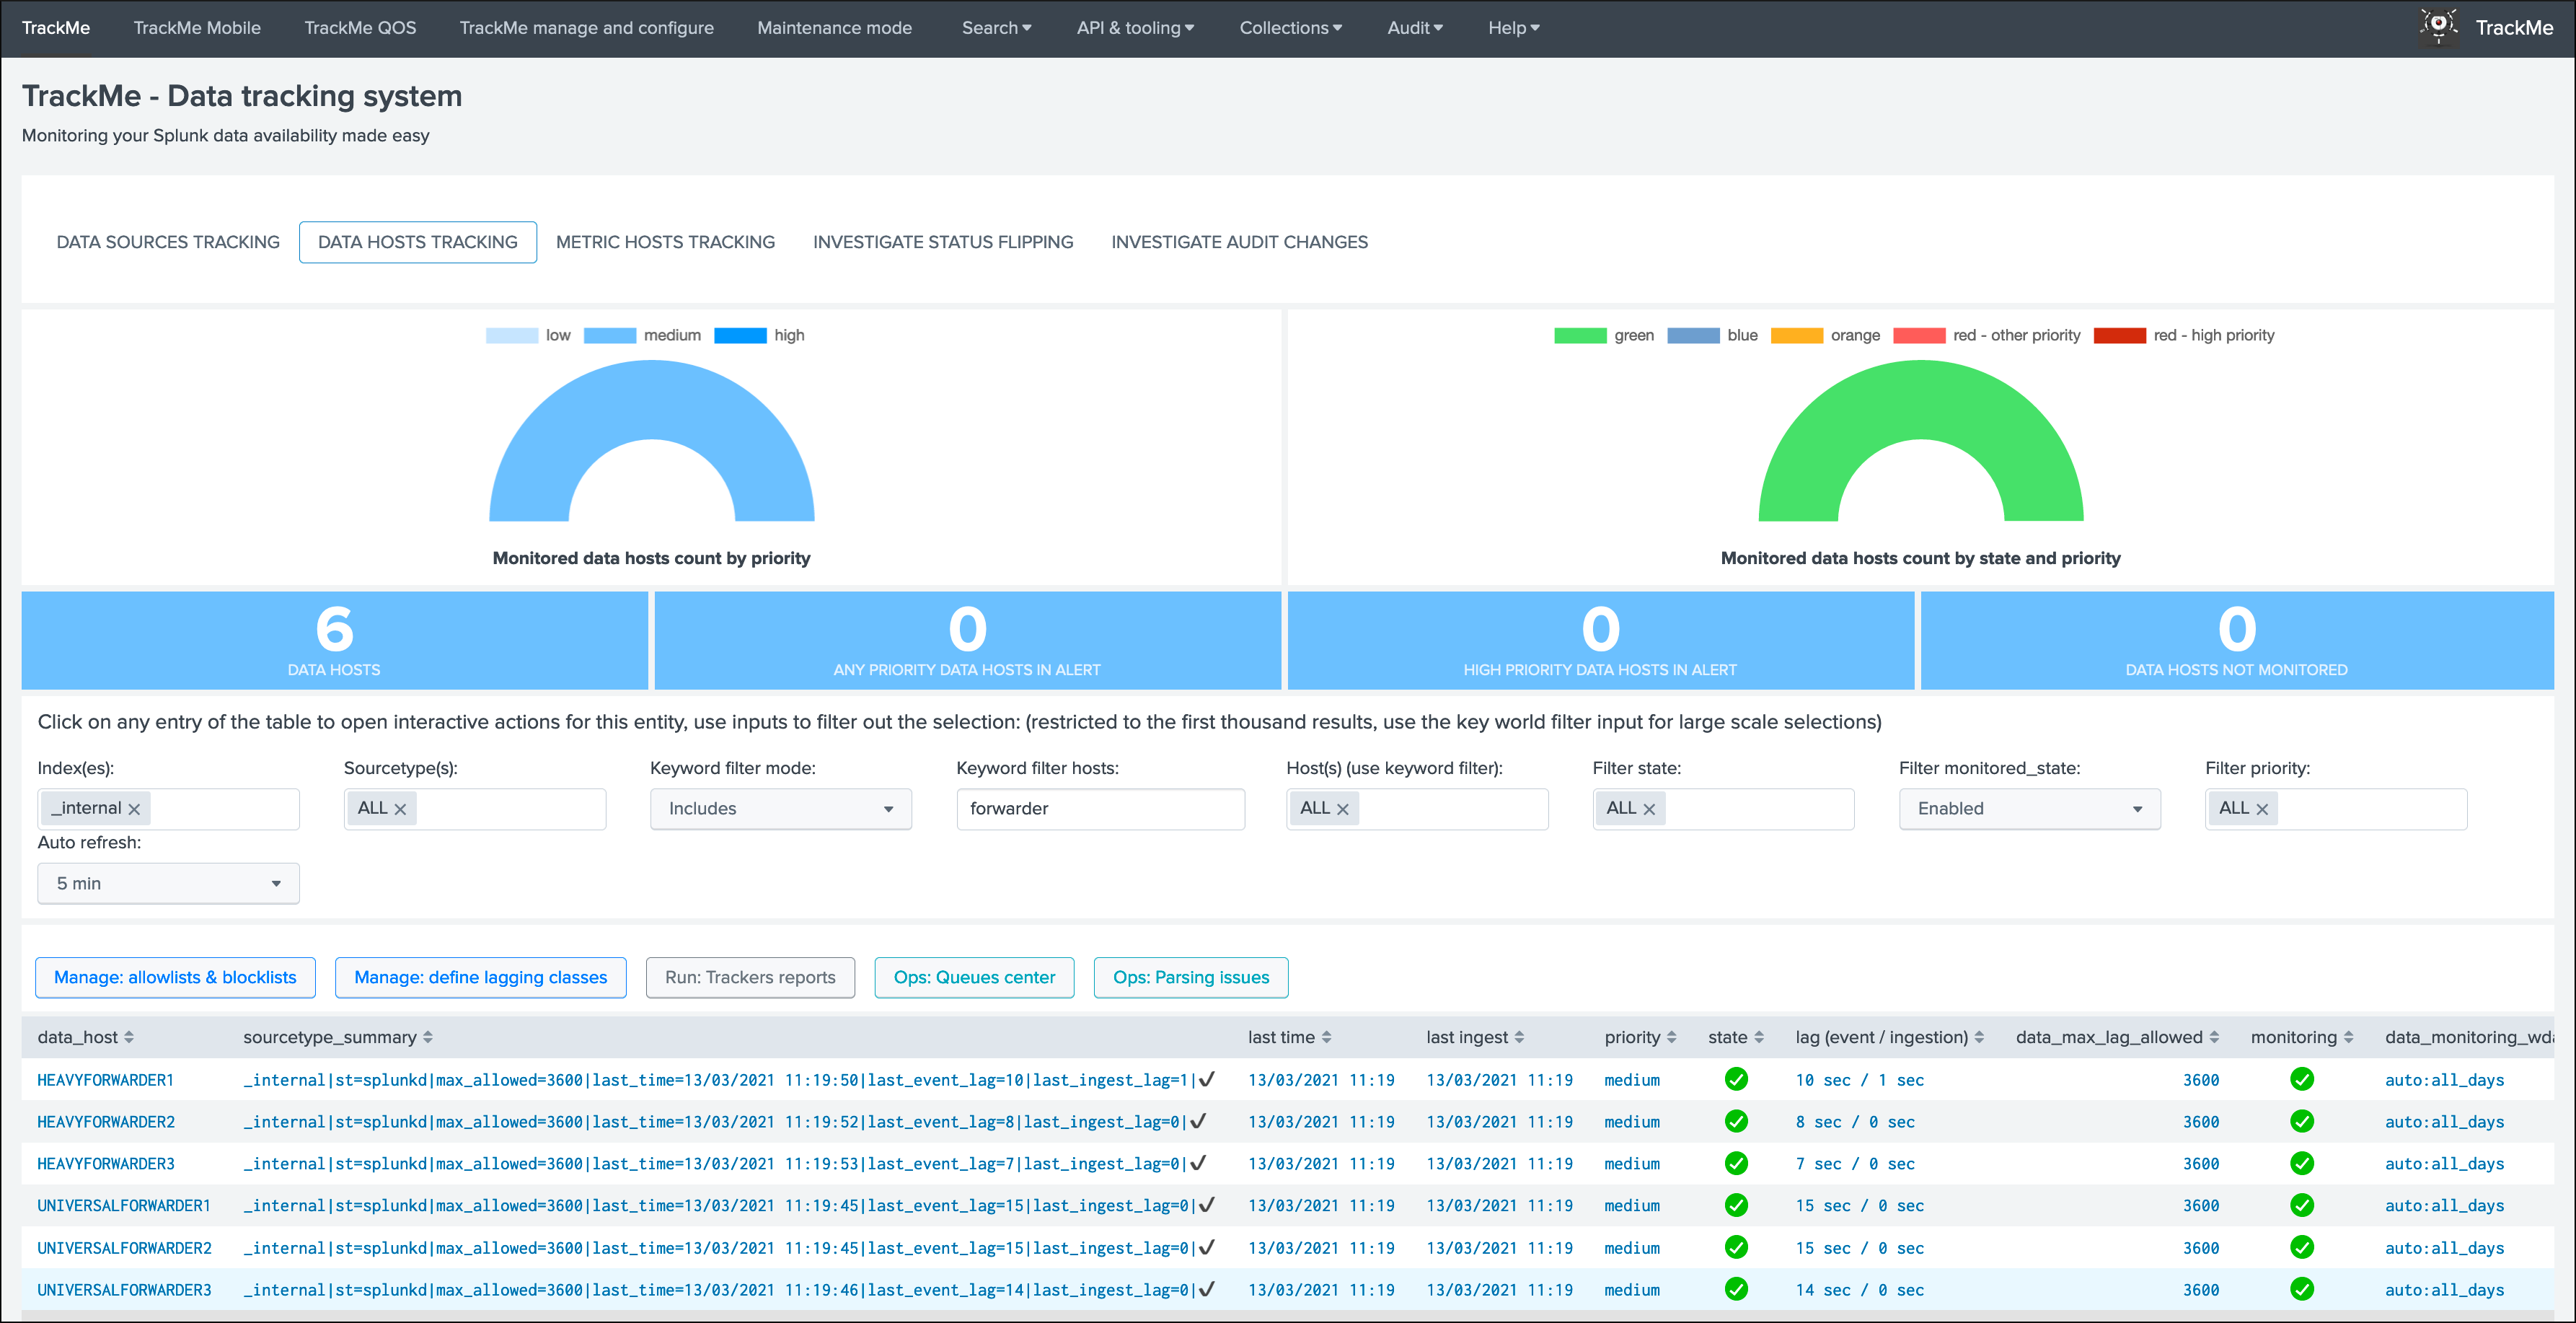 TrackMe TrackMe Mobile TrackMe QOS TrackMe manage and configure Maintenance mode Search API & tooling Collections Audit Help TrackMe
TrackMe - Data tracking system
Monitoring your Splunk data availability made easy
DATA SOURCES TRACKING DATA HOSTS TRACKING METRIC HOSTS TRACKING INVESTIGATE STATUS FLIPPING INVESTIGATE AUDIT CHANGES
low medium high
green blue orange red - other priority red - high priority
Monitored data hosts count by priority
Monitored data hosts count by state and priority
6 0 0 0
DATA HOSTS ANY PRIORITY DATA HOSTS IN ALERT HIGH PRIORITY DATA HOSTS IN ALERT DATA HOSTS NOT MONITORED
Click on any entry of the table to open interactive actions for this entity, use inputs to filter out the selection: (restricted to the first thousand results, use the key world filter input for large scale selections)
Index(es): Sourcetype(s): Keyword filter mode: Keyword filter hosts: Host(s) (use keyword filter): Filter state: Filter monitored_state: Filter priority:
_internal ALL Includes forwarder ALL ALL Enabled ALL
Auto refresh:
5 min
Manage: allowlists & blocklists Manage: define lagging classes Run: Trackers reports Ops: Queues center Ops: Parsing issues
data_host sourcetype_summary last time last ingest priority state lag (event / ingestion) data_max_lag_allowed monitoring data_monitoring_wda
HEAVYFORWARDER1 _internal|st=splunkd|max_allowed=3600|last_time=13/03/2021 11:19:50|last_event_lag=10|last_ingest_lag=1|✔ 13/03/2021 11:19 13/03/2021 11:19 medium 10 sec / 1 sec 3600 auto:all_days
HEAVYFORWARDER2 _internal|st=splunkd|max_allowed=3600|last_time=13/03/2021 11:19:52|last_event_lag=8|last_ingest_lag=0|✔ 13/03/2021 11:19 13/03/2021 11:19 medium 8 sec / 0 sec 3600 auto:all_days
HEAVYFORWARDER3 _internal|st=splunkd|max_allowed=3600|last_time=13/03/2021 11:19:53|last_event_lag=7|last_ingest_lag=0|✔ 13/03/2021 11:19 13/03/2021 11:19 medium 7 sec / 0 sec 3600 auto:all_days
UNIVERSALFORWARDER1 _internal|st=splunkd|max_allowed=3600|last_time=13/03/2021 11:19:45|last_event_lag=15|last_ingest_lag=0|✔ 13/03/2021 11:19 13/03/2021 11:19 medium 15 sec / 0 sec 3600 auto:all_days
UNIVERSALFORWARDER2 _internal|st=splunkd|max_allowed=3600|last_time=13/03/2021 11:19:45|last_event_lag=15|last_ingest_lag=0|✔ 13/03/2021 11:19 13/03/2021 11:19 medium 15 sec / 0 sec 3600 auto:all_days
UNIVERSALFORWARDER3 _internal|st=splunkd|max_allowed=3600|last_time=13/03/2021 11:19:46|last_event_lag=14|last_ingest_lag=0|✔ 13/03/2021 11:19 13/03/2021 11:19 medium 14 sec / 0 sec 3600 auto:all_days